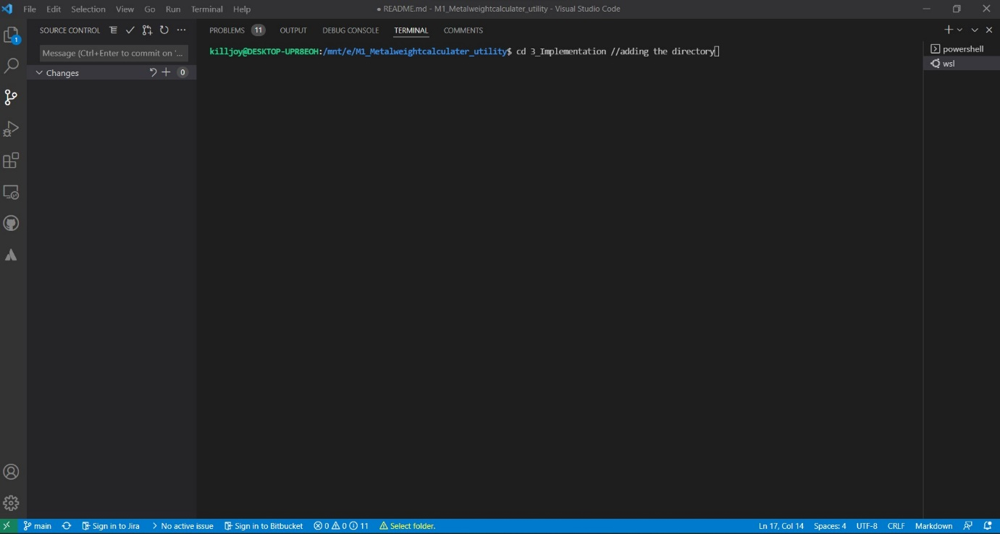 File Edit Selection View Go Run Terminal Help
● README.md - M1_Metalweightcalculater_utility - Visual Studio Code
SOURCE CONTROL
PROBLEMS 11 OUTPUT DEBUG CONSOLE TERMINAL COMMENTS
1
Message (Ctrl+Enter to commit on '...
Changes 0
killjoy@DESKTOP-UPR8EOH:/mnt/e/M1_Metalweightcalculater_utility$ cd 3_Implementation //adding the directory
powershell
wsl
main Sign in to Jira No active issue Sign in to Bitbucket 0 0 11 Select folder. Ln 17, Col 14 Spaces: 4 UTF-8 CRLF Markdown